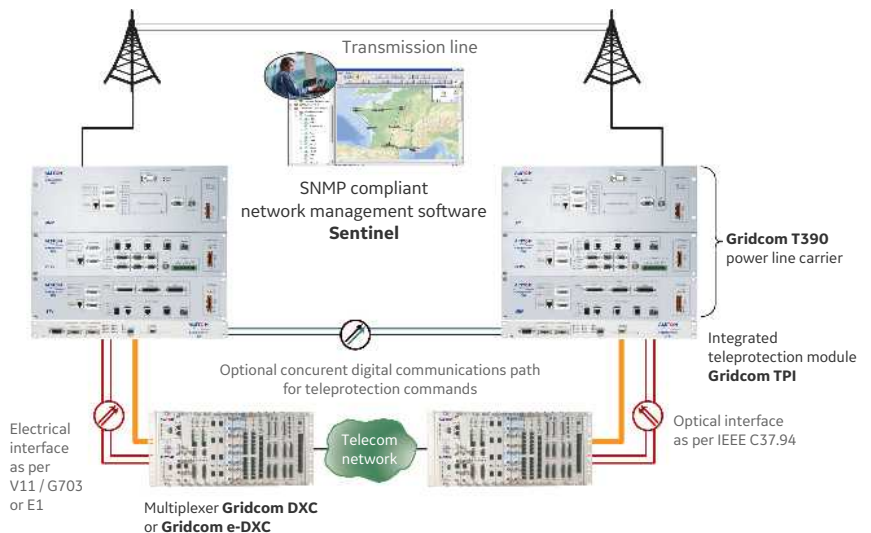 Transmission line
SNMP compliant
network management software
Sentinel
Gridcom T390
power line carrier
Integrated
teleprotection module
Gridcom TPI
Optional concurent digital communications path
for teleprotection commands
Electrical
interface
as per
V11 / G703
or E1
Telecom
network
Optical interface
as per IEEE C37.94
Multiplexer Gridcom DXC
or Gridcom e-DXC